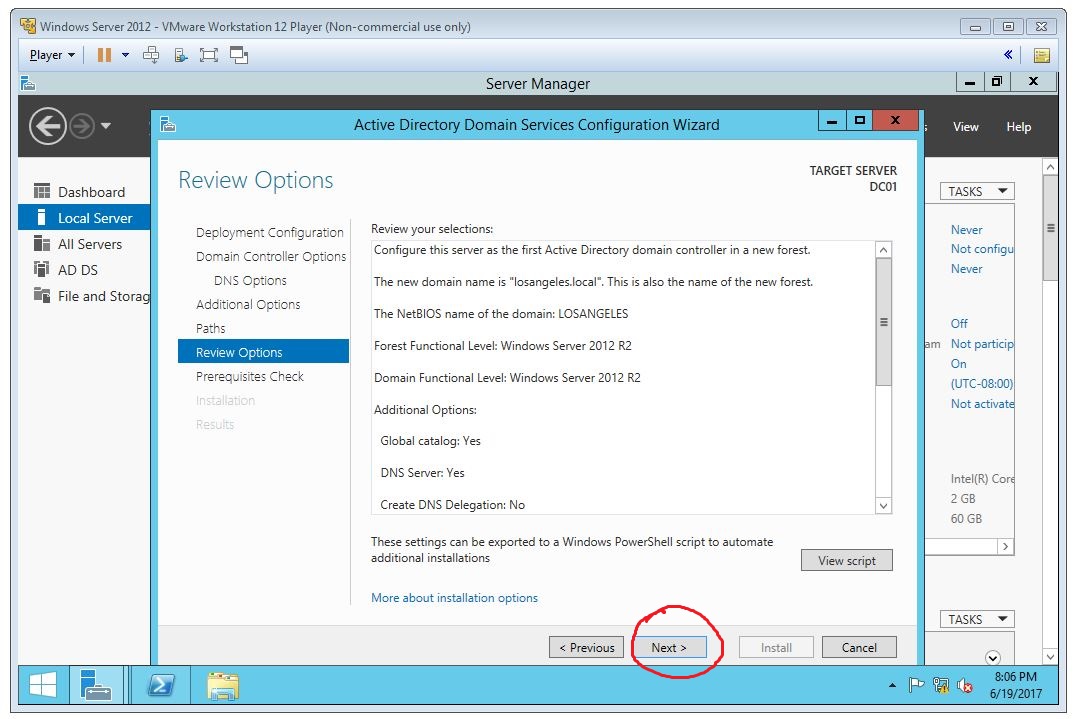 Windows Server 2012 - VMware Workstation 12 Player (Non-commercial use only)
Player
Server Manager
View Help
Active Directory Domain Services Configuration Wizard
Dashboard
Local Server
All Servers
AD DS
File and Storag
Review Options
TARGET SERVER
DC01
Deployment Configuration
Domain Controller Options
DNS Options
Additional Options
Paths
Review Options
Prerequisites Check
Installation
Results
Review your selections:
Configure this server as the first Active Directory domain controller in a new forest.
The new domain name is "losangeles.local". This is also the name of the new forest.
The NetBIOS name of the domain: LOSANGELES
Forest Functional Level: Windows Server 2012 R2
Domain Functional Level: Windows Server 2012 R2
Additional Options:
Global catalog: Yes
DNS Server: Yes
Create DNS Delegation: No
These settings can be exported to a Windows PowerShell script to automate
additional installations
View script
More about installation options
< Previous Next > Install Cancel
TASKS
Never
Not configu
Never
Off
am Not particip
On
(UTC-08:00)
Not activate
Intel(R) Core
2 GB
60 GB
TASKS
8:06 PM
6/19/2017